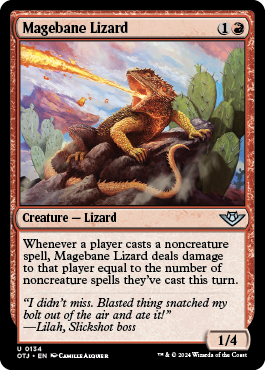 Magebane Lizard 1
Creature — Lizard
Whenever a player casts a noncreature
spell, Magebane Lizard deals damage
to that player equal to the number of
noncreature spells they've cast this turn.
“I didn't miss. Blasted thing snatched my
bolt out of the air and ate it!”
—Lilah, Slickshot boss
1/4
U 0134
OTJ • EN Camille Alquier ™ & © 2024 Wizards of the Coast